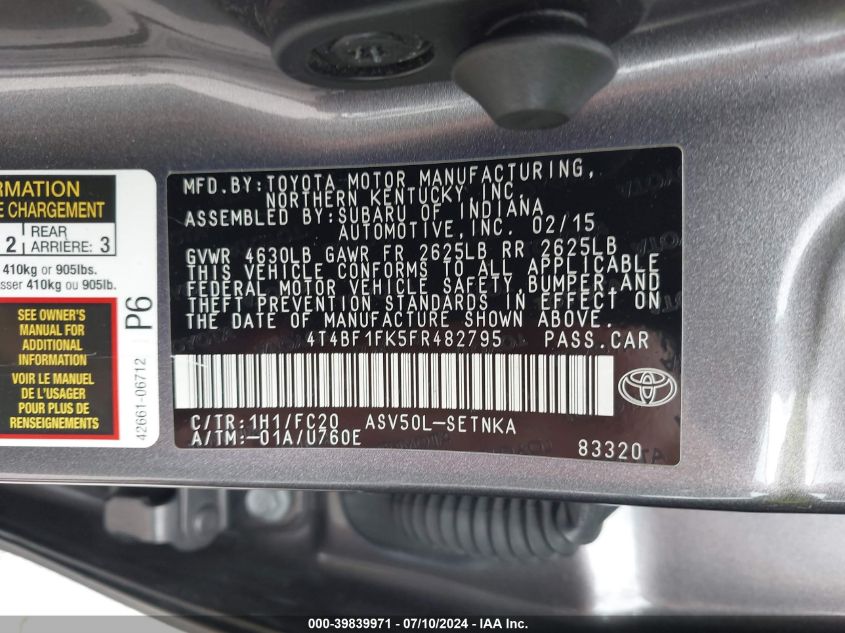 RMATION
E CHARGEMENT
2 REAR ARRIÈRE: 3
410kg or 905lbs.
sser 410kg ou 905lb.
SEE OWNER'S
MANUAL FOR
ADDITIONAL
INFORMATION
VOIR LE MANUEL
DE L'USAGER
POUR PLUS DE
RENSEIGNEMENTS
P6
42661-06712
MFD.BY:TOYOTA MOTOR MANUFACTURING,
NORTHERN KENTUCKY, INC
ASSEMBLED BY:SUBARU OF INDIANA
AUTOMOTIVE, INC. 02/15
GVWR 4630LB GAWR FR 2625LB RR 2625LB
THIS VEHICLE CONFORMS TO ALL APPLICABLE
FEDERAL MOTOR VEHICLE SAFETY, BUMPER AND
THEFT PREVENTION STANDARDS IN EFFECT ON
THE DATE OF MANUFACTURE SHOWN ABOVE.
4T4BF1FK5FR482795 PASS.CAR
C/TR:1H1/FC20 ASV50L-SETNKA
A/TM:-01A/U760E 83320
000-39839971 / 07/10/2024 - IAA Inc.